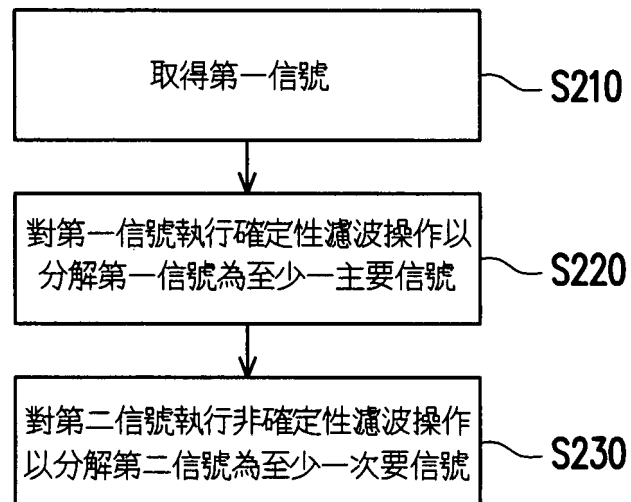 取得第一信號
S210
對第一信號執行確定性濾波操作以
分解第一信號為至少一主要信號
S220
對第二信號執行非確定性濾波操作
以分解第二信號為至少一次要信號
S230